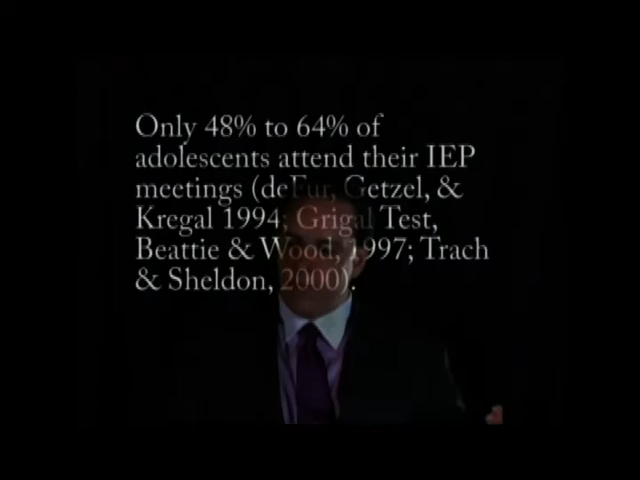 Only 48% to 64% of
adolescents attend their IEP
meetings (deFur, Getzel, &
Kregal 1994; Grigal Test,
Beattie & Wood, 1997; Trach
& Sheldon, 2000).